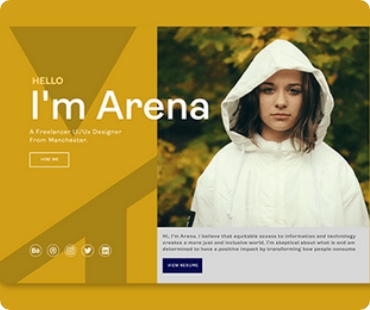 HELLO
I'm Arena
A Freelancer Ui/Ux Designer
From Manchester.
HIRE ME
Bē
in
Hi, I'm Arena, I believe that equitable access to information and technology
creates a more just and inclusive world. I'm skeptical about what is and am
determined to have a positive impact by transforming how people consume
VIEW RESUME